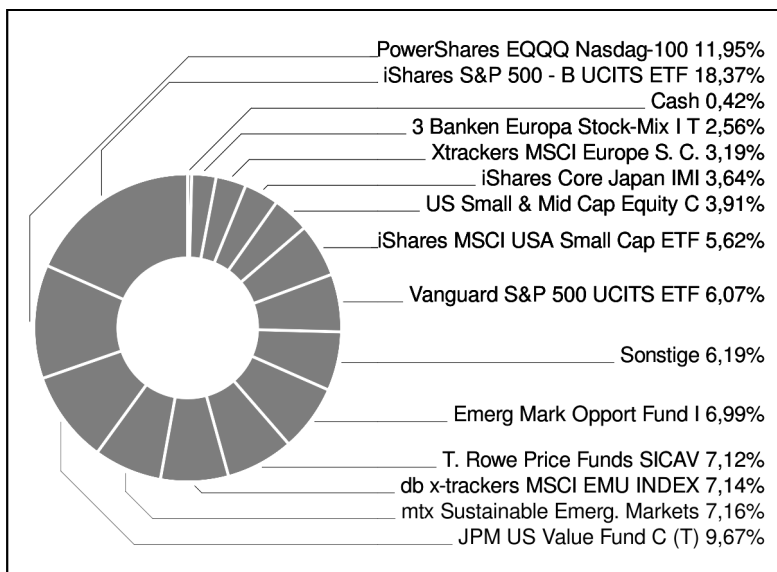 PowerShares EQQQ Nasdag-100 11,95%
iShares S&P 500 - B UCITS ETF 18,37%
Cash 0,42%
3 Banken Europa Stock-Mix I T 2,56%
Xtrackers MSCI Europe S. C. 3,19%
iShares Core Japan IMI 3,64%
US Small & Mid Cap Equity C 3,91%
iShares MSCI USA Small Cap ETF 5,62%
Vanguard S&P 500 UCITS ETF 6,07%
Sonstige 6,19%
Emerg Mark Opport Fund I 6,99%
T. Rowe Price Funds SICAV 7,12%
db x-trackers MSCI EMU INDEX 7,14%
mtx Sustainable Emerg. Markets 7,16%
JPM US Value Fund C (T) 9,67%